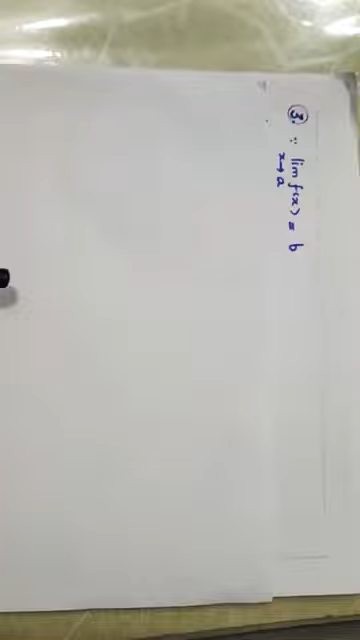 ③. ∵ lim f(x) = b
x→a